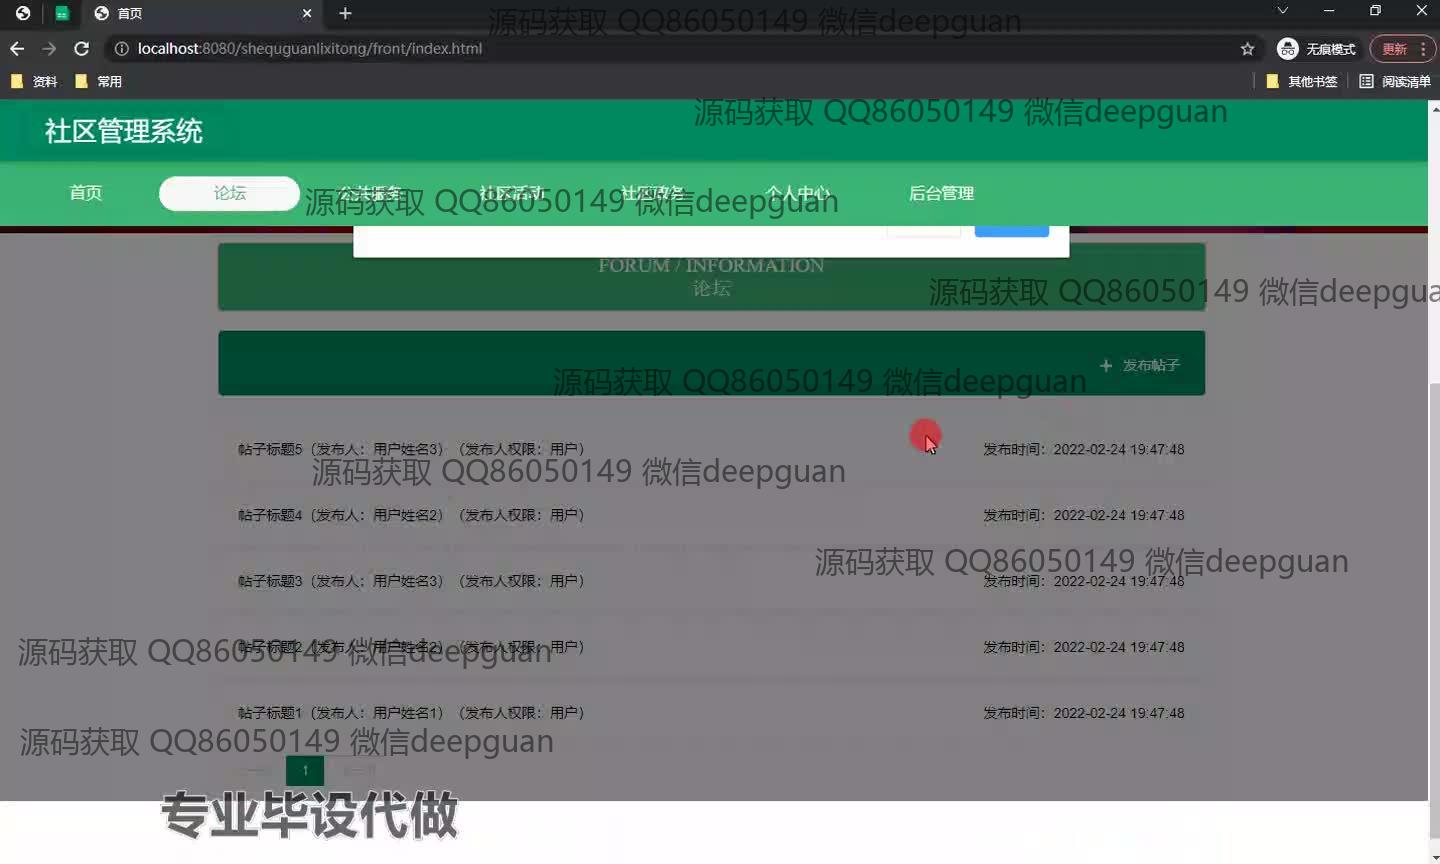 首页
源码获取 QQ86050149 微信deepguan
localhost:8080/shequguanlixitong/front/index.html
无痕模式
更新
资料
常用
其他书签
阅读清单
源码获取 QQ86050149 微信deepguan
社区管理系统
首页
论坛
公共服务
社区活动
社区政务
个人中心
后台管理
源码获取 QQ86050149 微信deepguan
FORUM / INFORMATION
论坛
源码获取 QQ86050149 微信deepgua
+ 发布帖子
源码获取 QQ86050149 微信deepguan
帖子标题5（发布人：用户姓名3）（发布人权限：用户）
发布时间：2022-02-24 19:47:48
源码获取 QQ86050149 微信deepguan
帖子标题4（发布人：用户姓名2）（发布人权限：用户）
发布时间：2022-02-24 19:47:48
源码获取 QQ86050149 微信deepguan
帖子标题3（发布人：用户姓名3）（发布人权限：用户）
发布时间：2022-02-24 19:47:48
源码获取 QQ86050149 微信deepguan
帖子标题2（发布人：用户姓名2）（发布人权限：用户）
发布时间：2022-02-24 19:47:48
帖子标题1（发布人：用户姓名1）（发布人权限：用户）
发布时间：2022-02-24 19:47:48
源码获取 QQ86050149 微信deepguan
1
专业毕设代做